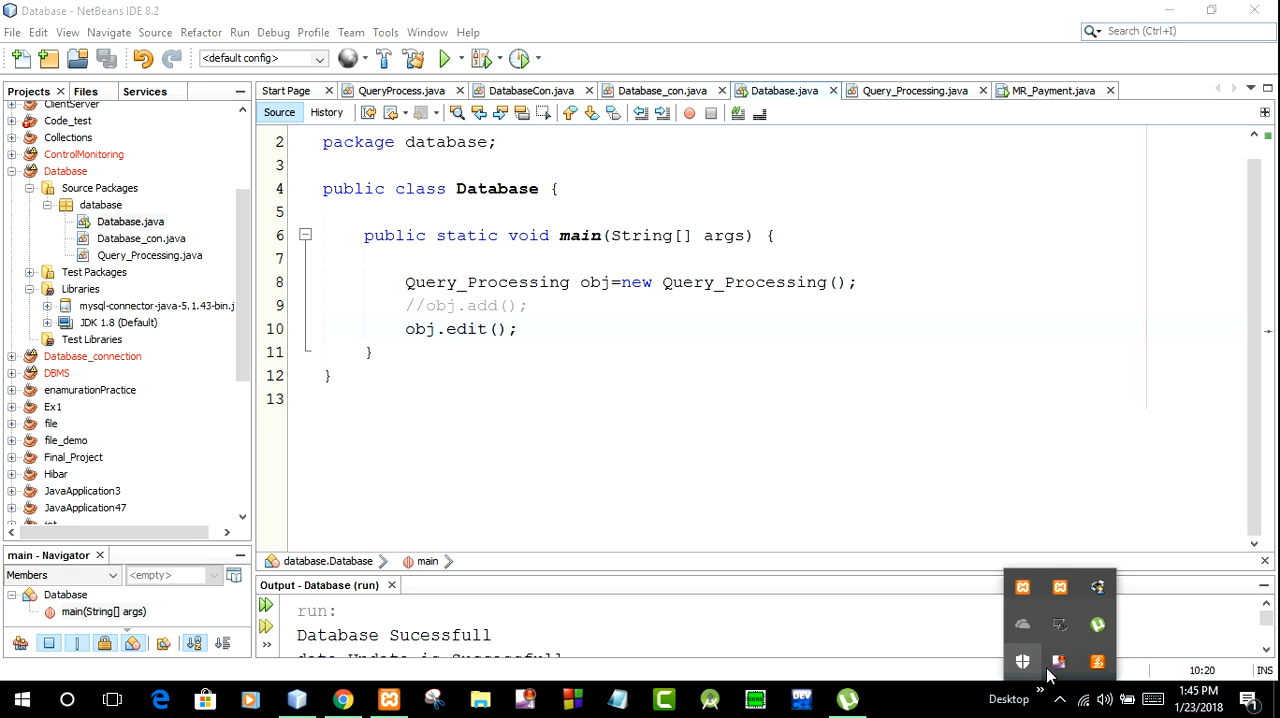 Database - NetBeans IDE 8.2
File Edit View Navigate Source Refactor Run Debug Profile Team Tools Window Help
Search (Ctrl+I)
<default config>
Projects Files Services
Start Page QueryProcess.java DatabaseCon.java Database_con.java Database.java Query_Processing.java MR_Payment.java
Source History
ClientServer
Code_test
Collections
ControlMonitoring
Database
Source Packages
database
Database.java
Database_con.java
Query_Processing.java
Test Packages
Libraries
mysql-connector-java-5.1.43-bin.j
JDK 1.8 (Default)
Test Libraries
Database_connection
DBMS
enamurationPractice
Ex1
file
file_demo
Final_Project
Hibar
JavaApplication3
JavaApplication47
2 package database;
3
4 public class Database {
5
6 public static void main(String[] args) {
7
8 Query_Processing obj=new Query_Processing();
9 //obj.add();
10 obj.edit();
11 }
12 }
13
database.Database main
main - Navigator
Members <empty>
Database
main(String[] args)
Output - Database (run)
run:
Database Sucessfull
data Update is Successfull
10:20 INS
Desktop
1:45 PM
1/23/2018
1